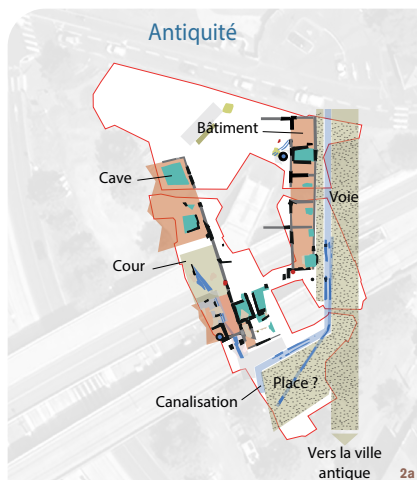 Antiquité
Bâtiment
Cave
Voie
Cour
Place ?
Canalisation
Vers la ville
antique
2a